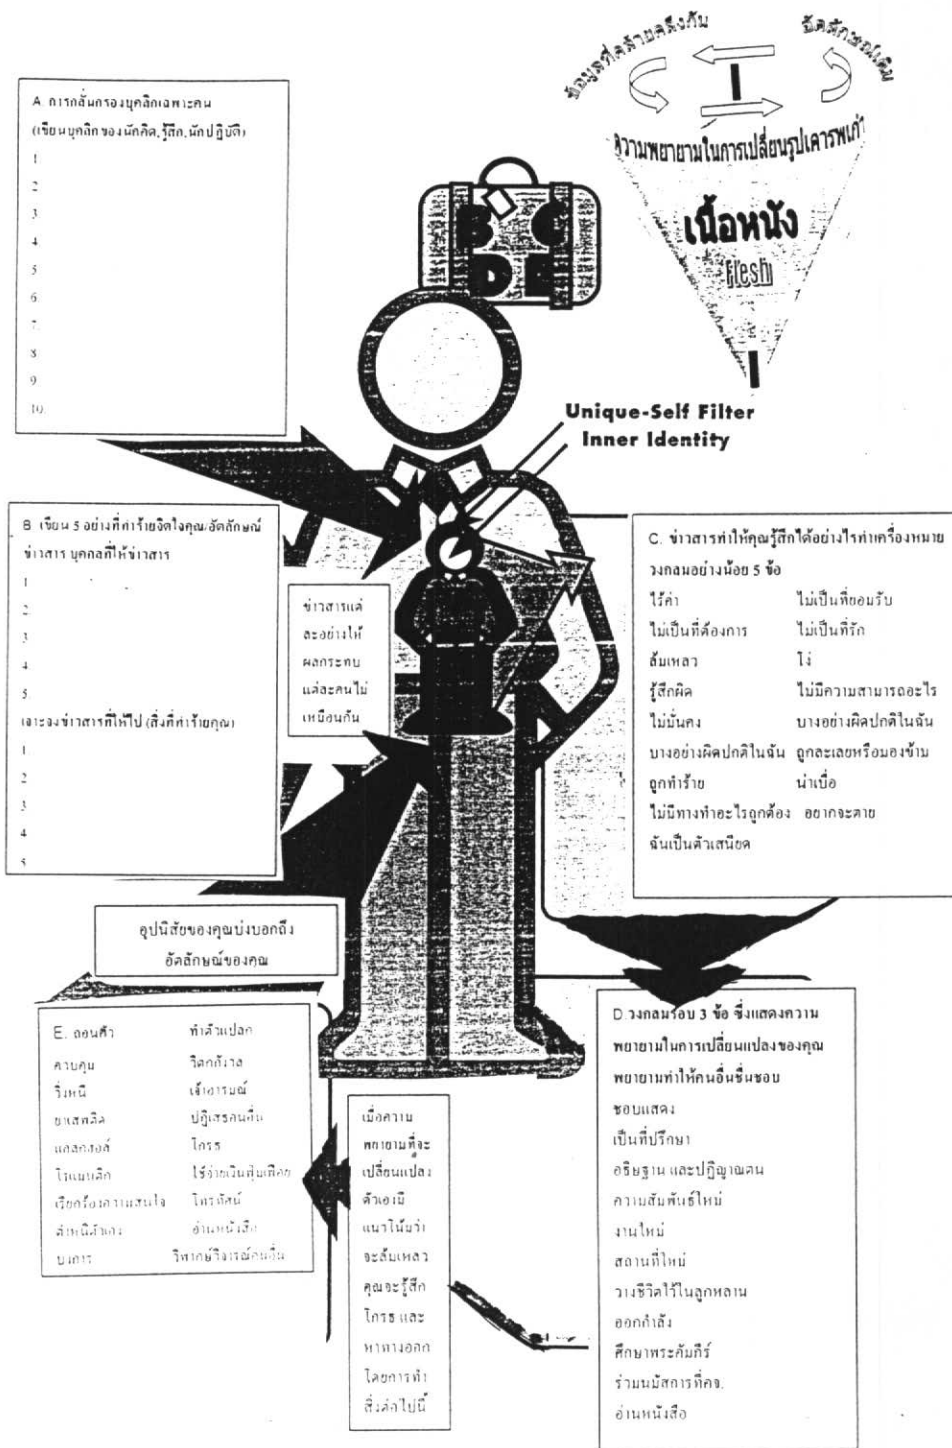 ข้อมูลที่คล้ายคลึงกัน
อัตลักษณ์เดิม
ความพยายามในการเปลี่ยนรูปเคารพเก่า
เนื้อหนัง
flesh
A. การกลั่นกรองบุคลิกเฉพาะคน
(เขียนบุคลิกของนักคิด, รู้สึก, นักปฏิบัติ)
1
2
3
4
5
6
7.
8
9
10.
B C
D E
Unique-Self Filter
Inner Identity
B เขียน 5 อย่างที่ทำร้ายจิตใจคุณ/อัตลักษณ์
ข่าวสาร บุคคลที่ให้ข่าวสาร
1
2
3
4
5
เจาะจงข่าวสารที่ให้ไป (สิ่งที่ทำร้ายคุณ)
1
2
3
4
5
ข่าวสารแต่
ละอย่างให้
ผลกระทบ
แต่ละคนไม่
เหมือนกัน
C. ข่าวสารทำให้คุณรู้สึกได้อย่างไรทำเครื่องหมาย
วงกลมอย่างน้อย 5 ข้อ
ไร้ค่า ไม่เป็นที่ยอมรับ
ไม่เป็นที่ต้องการ ไม่เป็นที่รัก
ล้มเหลว โง่
รู้สึกผิด ไม่มีความสามารถอะไร
ไม่มั่นคง บางอย่างผิดปกติในฉัน
บางอย่างผิดปกติในฉัน ถูกละเลยหรือมองข้าม
ถูกทำร้าย น่าเบื่อ
ไม่มีทางทำอะไรถูกต้อง อยากจะตาย
ฉันเป็นตัวเสนียด
อุปนิสัยของคุณบ่งบอกถึง
อัตลักษณ์ของคุณ
D.วงกลมรอบ 3 ข้อ ซึ่งแสดงความ
พยายามในการเปลี่ยนแปลงของคุณ
พยายามทำให้คนอื่นชื่นชอบ
ชอบแสดง
เป็นที่ปรึกษา
อธิษฐาน และปฏิญาณตน
ความสัมพันธ์ใหม่
งานใหม่
สถานที่ใหม่
วางชีวิตไว้ในลูกหลาน
ออกกำลัง
ศึกษาพระคัมภีร์
ร่วมนมัสการที่คจ.
อ่านหนังสือ
E. ถอนตัว ทำตัวแปลก
ควบคุม วิตกกังวล
วิ่งหนี เจ้าอารมณ์
ยาเสพติด ปฏิเสธคนอื่น
แอลกอฮอล์ โกรธ
โรแมนติก ใช้จ่ายเงินฟุ่มเฟือย
เรียกร้องความสนใจ โทรทัศน์
ตำหนิตัวเอง อ่านหนังสือ
บงการ วิพากษ์วิจารณ์คนอื่น
เมื่อความ
พยายามที่จะ
เปลี่ยนแปลง
ตัวเองมี
แนวโน้มว่า
จะล้มเหลว
คุณจะรู้สึก
โกรธ และ
หาทางออก
โดยการทำ
สิ่งต่อไปนี้